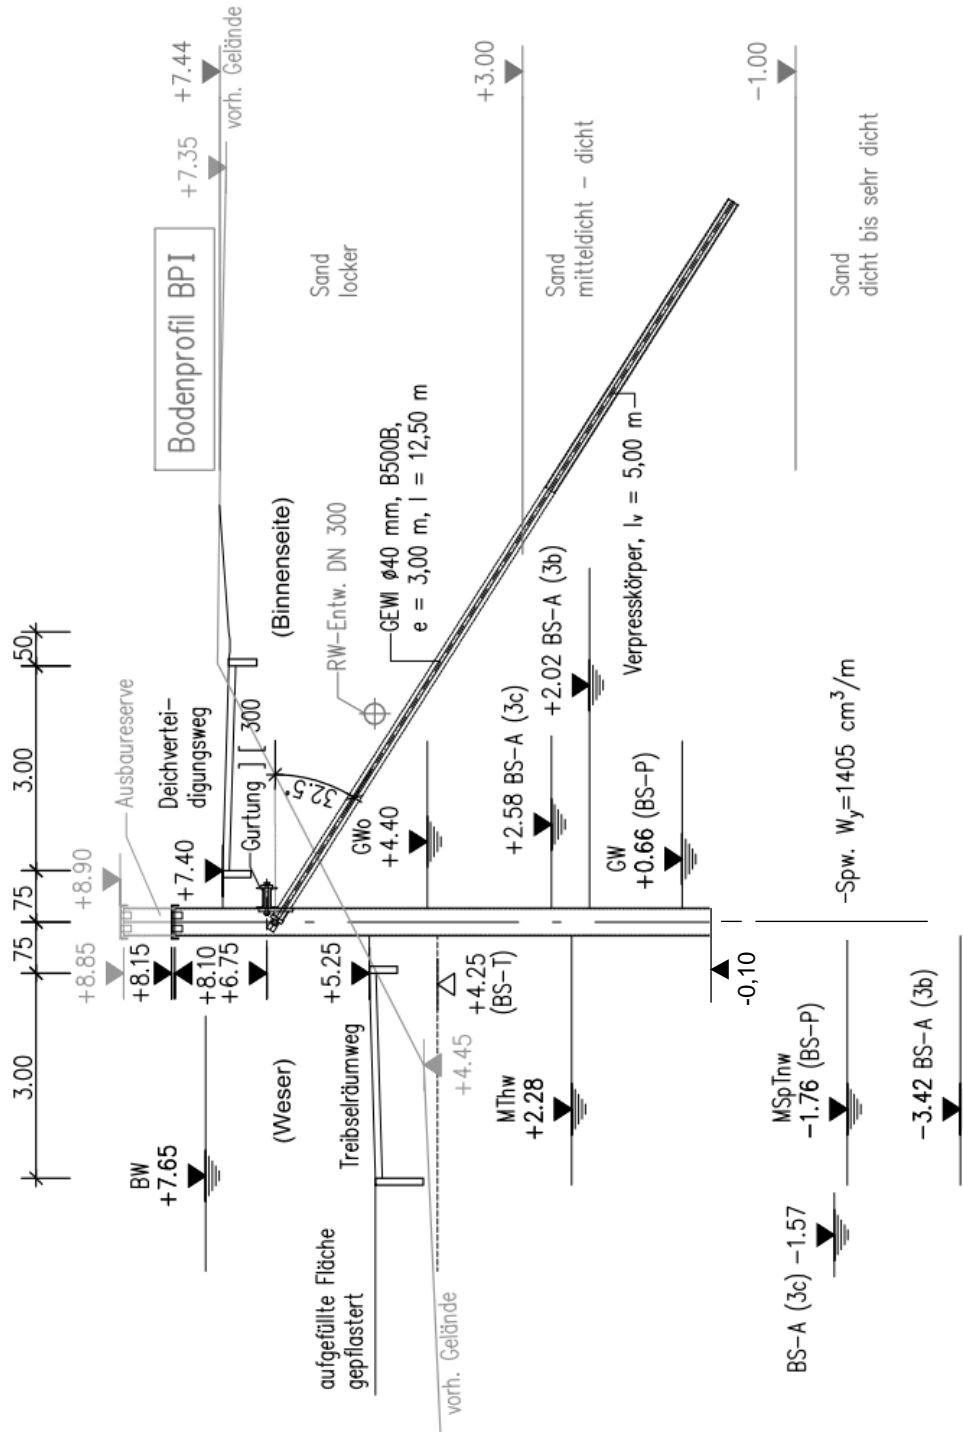 3.00
75
75
3.00
50
+8.85
+8.90
Ausbaureserve
+8.15
+8.10
+6.75
+7.40
Deichvertei-
digungsweg
Gurtung ] [ 300
BW
+7.65
(Weser)
(Binnenseite)
Bodenprofil BPI
+7.35
+7.44
vorh. Gelände
Treibselräumweg
+5.25
+4.25
(BS-T)
+4.45
aufgefüllte Fläche
gepflastert
vorh. Gelände
32.5°
RW-Entw. DN 300
GEWI ø40 mm, B500B,
e = 3,00 m, l = 12,50 m
Sand
locker
+3.00
Sand
mitteldicht - dicht
-1.00
Sand
dicht bis sehr dicht
GWo
+4.40
+2.58 BS-A (3c)
+2.02 BS-A (3b)
Verpresskörper, lv = 5,00 m
GW
+0.66 (BS-P)
MThw
+2.28
-0,10
-Spw. Wy=1405 cm³/m
MSpTnw
-1.76 (BS-P)
BS-A (3c) -1.57
-3.42 BS-A (3b)